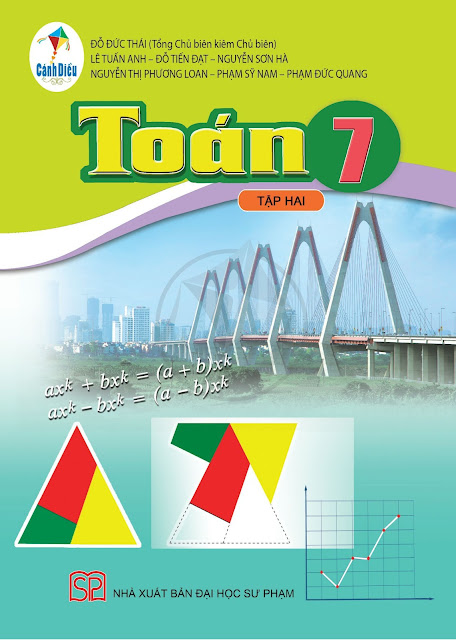 Cánh Diều
ĐỖ ĐỨC THÁI (Tổng Chủ biên kiêm Chủ biên)
LÊ TUẤN ANH – ĐỖ TIẾN ĐẠT – NGUYỄN SƠN HÀ
NGUYỄN THỊ PHƯƠNG LOAN – PHẠM SỸ NAM – PHẠM ĐỨC QUANG
Toán 7
TẬP HAI
axᵏ + bxᵏ = (a + b)xᵏ
axᵏ – bxᵏ = (a – b)xᵏ
SP
NHÀ XUẤT BẢN ĐẠI HỌC SƯ PHẠM